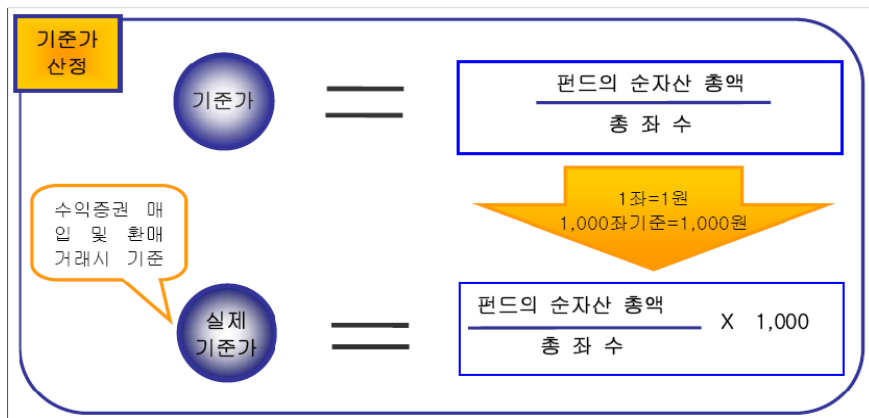 기준가
산정
기준가
펀드의 순자산 총액
총 좌 수
1좌=1원
1,000좌기준=1,000원
수익증권 매
입 및 환매
거래시 기준
실제
기준가
펀드의 순자산 총액
총 좌 수
X 1,000